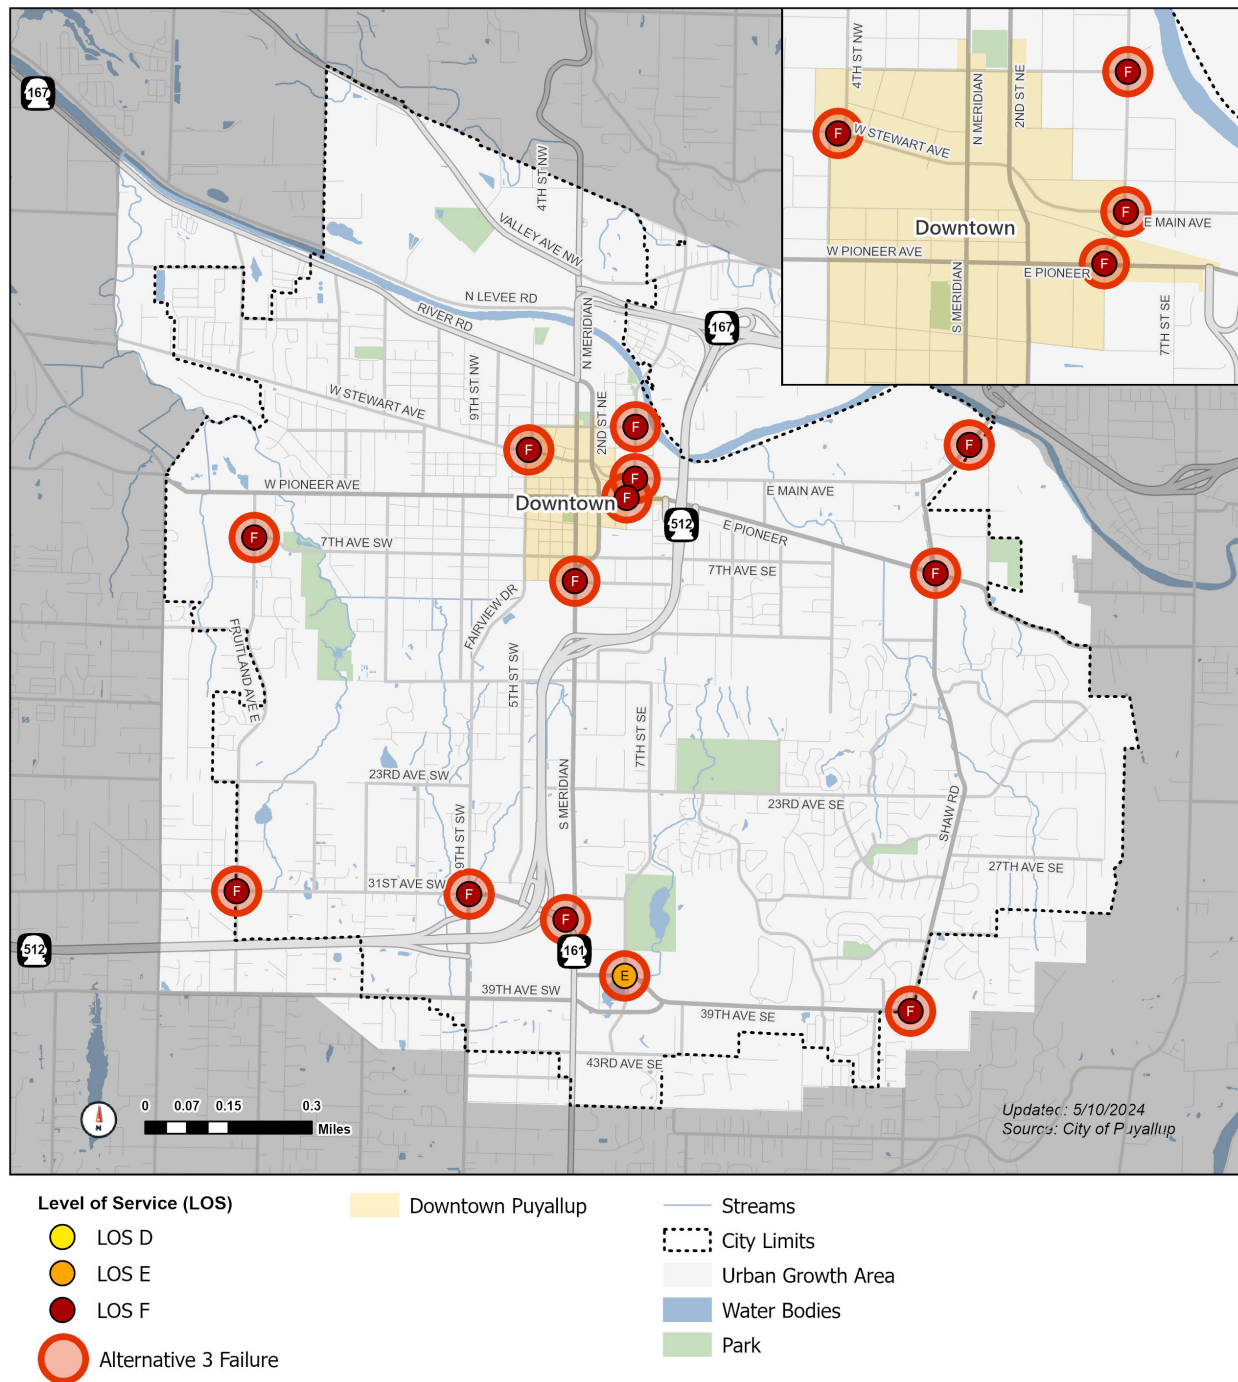 167
4TH ST NW
VALLEY AVE NW
N LEVEE RD
RIVER RD
N MERIDIAN
167
9TH ST NW
W STEWART AVE
2ND ST NE
F
F
F
F
F
W PIONEER AVE
Downtown
E MAIN AVE
512
E PIONEER
F
7TH AVE SW
7TH AVE SE
F
F
FAIRVIEW DR
FRUITLAND AVE E
5TH ST SW
7TH ST SE
23RD AVE SW
S MERIDIAN
23RD AVE SE
SHAW RD
9TH ST SW
27TH AVE SE
31ST AVE SW
F
F
F
512
161
E
39TH AVE SW
39TH AVE SE
F
43RD AVE SE
4TH ST NW
N MERIDIAN
2ND ST NE
F
F
W STEWART AVE
F
E MAIN AVE
Downtown
W PIONEER AVE
E PIONEER
F
S MERIDIAN
7TH ST SE
N
0 0.07 0.15 0.3
Miles
Updated: 5/10/2024
Source: City of Puyallup
Level of Service (LOS)
LOS D
LOS E
LOS F
Alternative 3 Failure
Downtown Puyallup
Streams
City Limits
Urban Growth Area
Water Bodies
Park